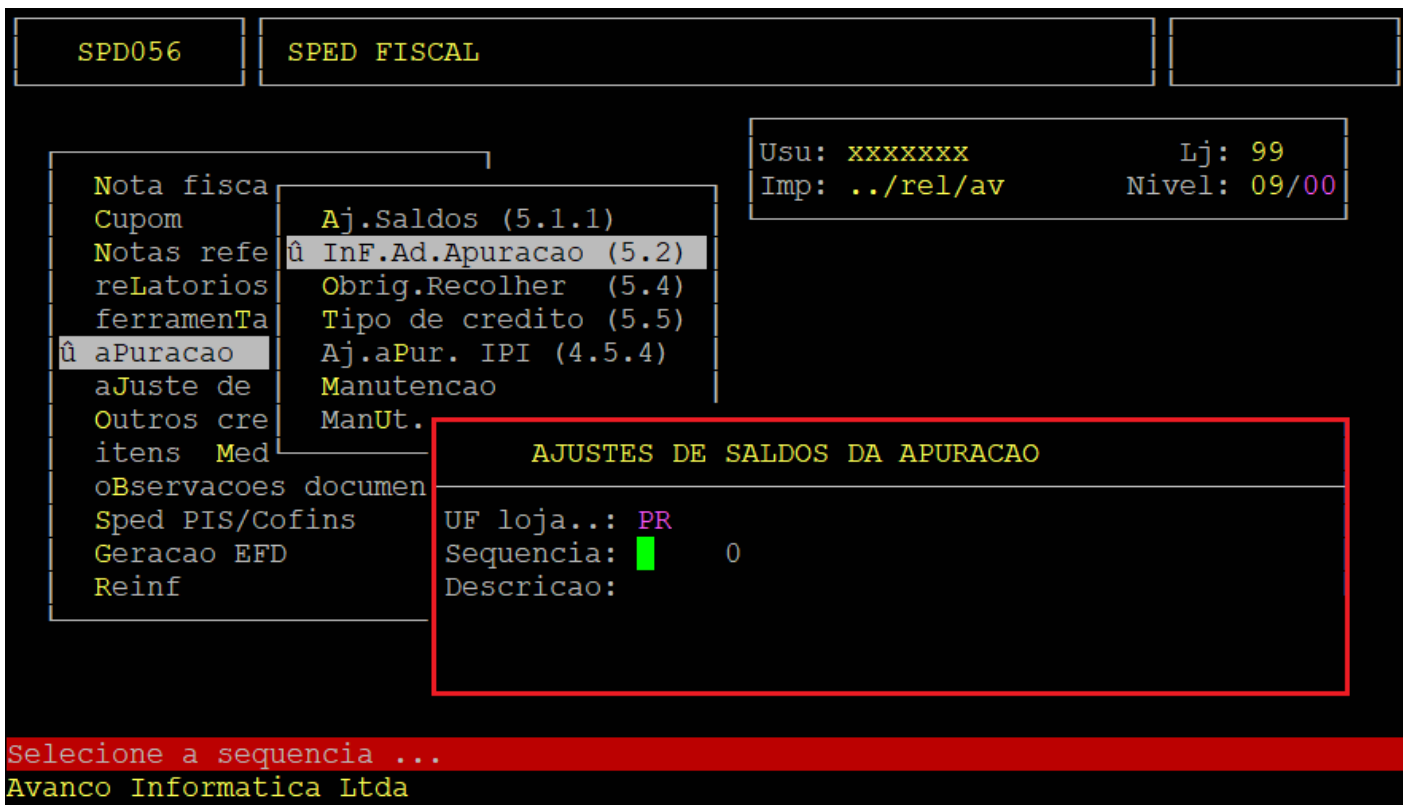 SPD056 SPED FISCAL
Usu: xxxxxxx Lj: 99
Imp: ../rel/av Nivel: 09/00
Nota fisca
Cupom
Notas refe
reLatorios
ferramenTa
û aPuracao
aJuste de
Outros cre
itens Med
oBservacoes documen
Sped PIS/Cofins
Geracao EFD
Reinf
Aj.Saldos (5.1.1)
û InF.Ad.Apuracao (5.2)
Obrig.Recolher (5.4)
Tipo de credito (5.5)
Aj.aPur. IPI (4.5.4)
Manutencao
ManUt.
AJUSTES DE SALDOS DA APURACAO
UF loja..: PR
Sequencia: 0
Descricao:
Selecione a sequencia ...
Avanco Informatica Ltda